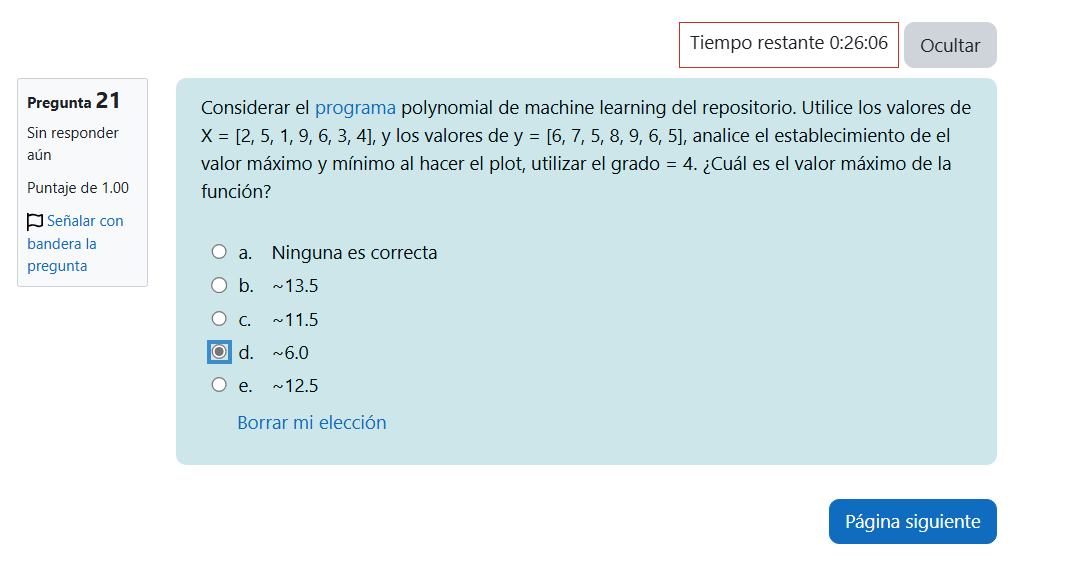 Tiempo restante 0:26:06
Ocultar
Pregunta 21
Sin responder
aún
Puntaje de 1.00
Señalar con
bandera la
pregunta
Considerar el programa polynomial de machine learning del repositorio. Utilice los valores de
X = [2, 5, 1, 9, 6, 3, 4], y los valores de y = [6, 7, 5, 8, 9, 6, 5], analice el establecimiento de el
valor máximo y mínimo al hacer el plot, utilizar el grado = 4. ¿Cuál es el valor máximo de la
función?
a. Ninguna es correcta
b. ~13.5
c. ~11.5
d. ~6.0
e. ~12.5
Borrar mi elección
Página siguiente